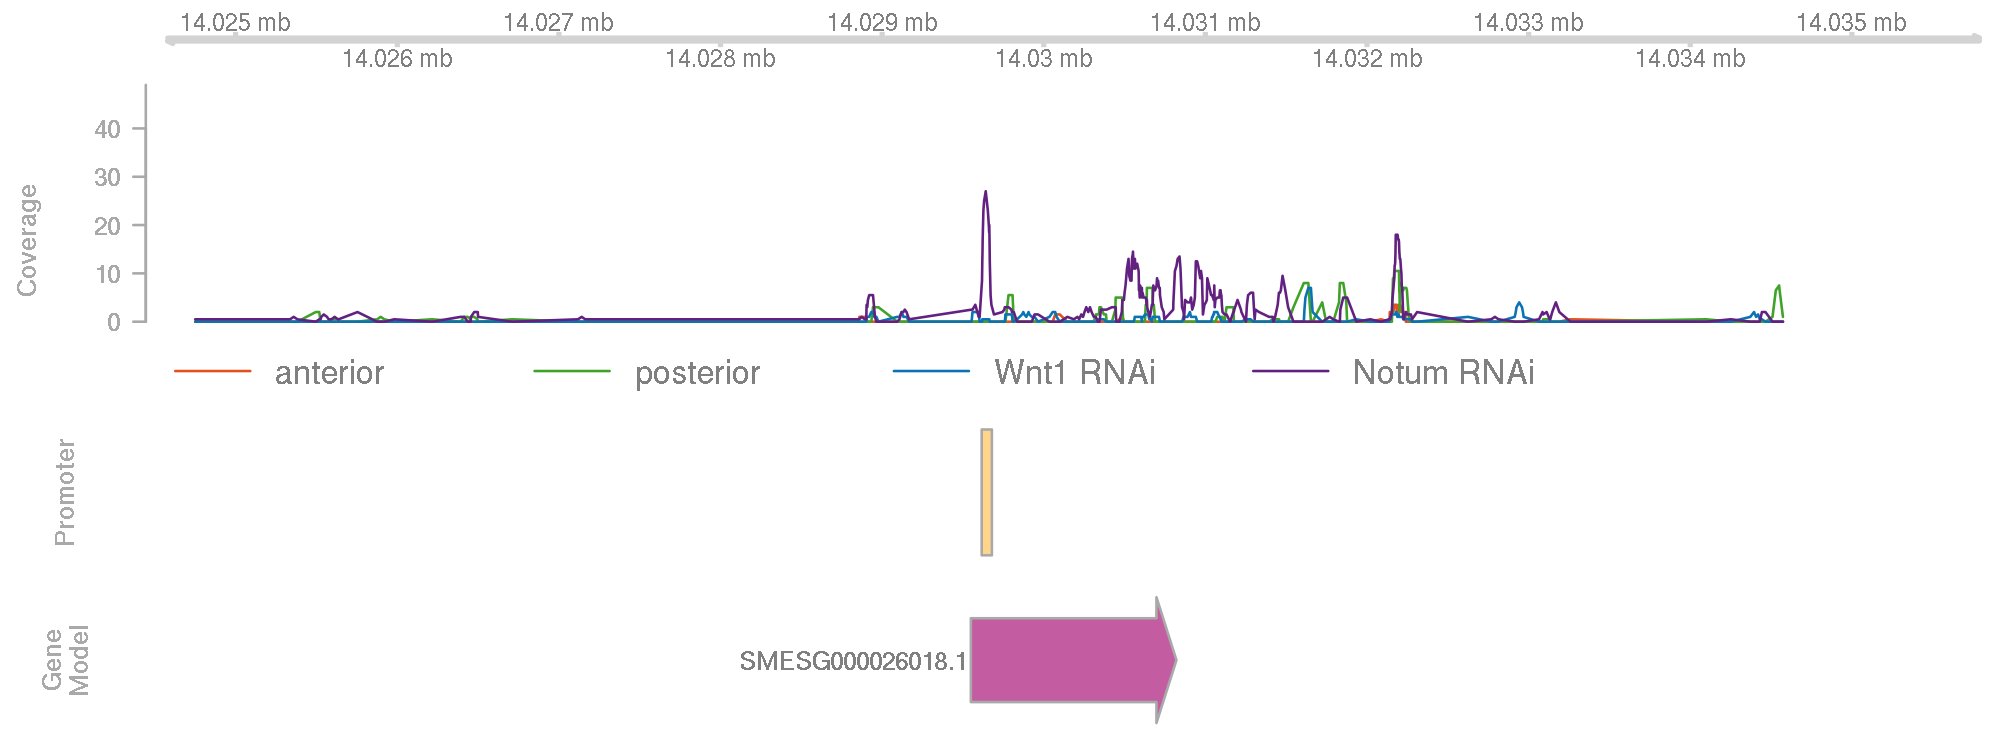 14.025 mb 14.027 mb 14.029 mb 14.031 mb 14.033 mb 14.035 mb
14.026 mb 14.028 mb 14.03 mb 14.032 mb 14.034 mb
Coverage
40
30
20
10
0
anterior posterior Wnt1 RNAi Notum RNAi
Promoter
Gene
Model
SMESG000026018.1